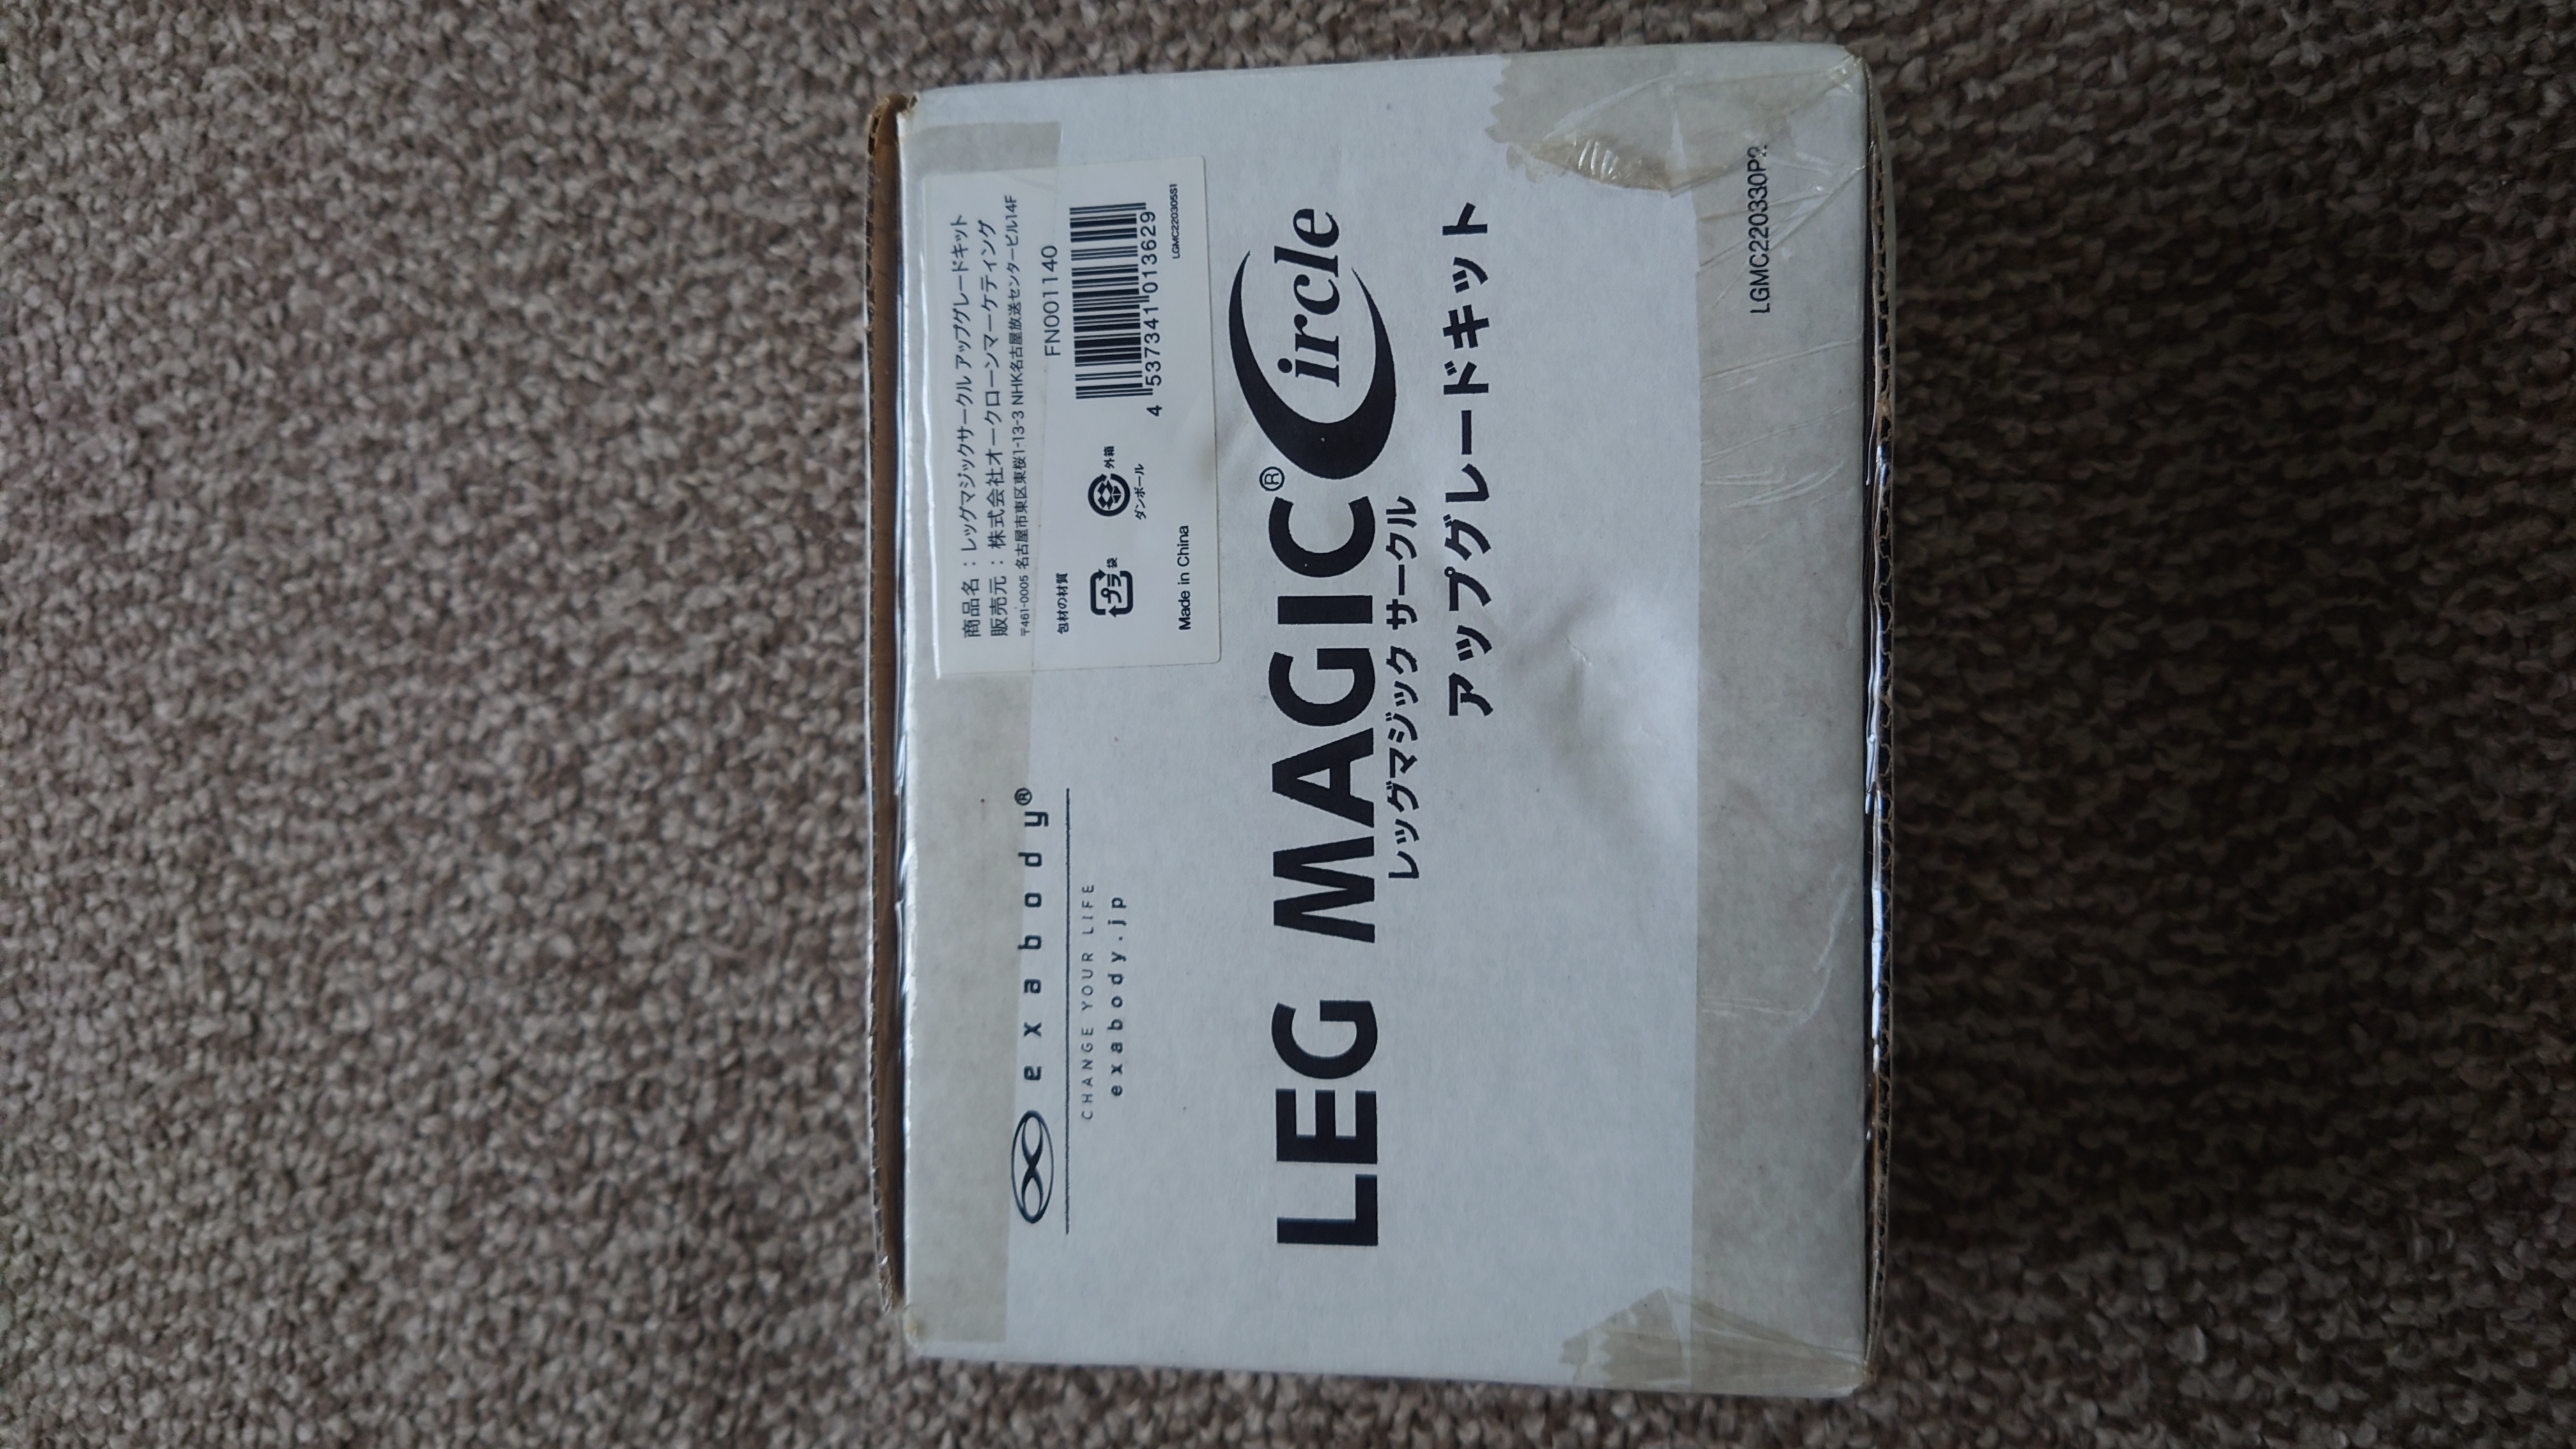 exabody®
CHANGE YOUR LIFE
exabody.jp
商品名：レッグマジックサークル アップグレードキット
販売元：株式会社オークローンマーケティング
〒461-0005 名古屋市東区東桜1-13-3 NHK名古屋放送センタービル14F
FN001140
包材の材質
プラ 袋
外箱
ダンボール
4 537341 013629
Made in China
LGMC220305S1
LEG MAGIC® Circle
レッグマジック サークル
アップグレードキット
LGMC220330P2